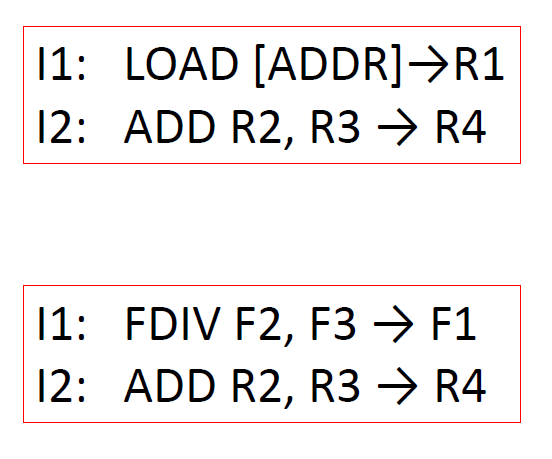 I1: LOAD [ADDR]→R1
I2: ADD R2, R3 → R4
I1: FDIV F2, F3 → F1
I2: ADD R2, R3 → R4